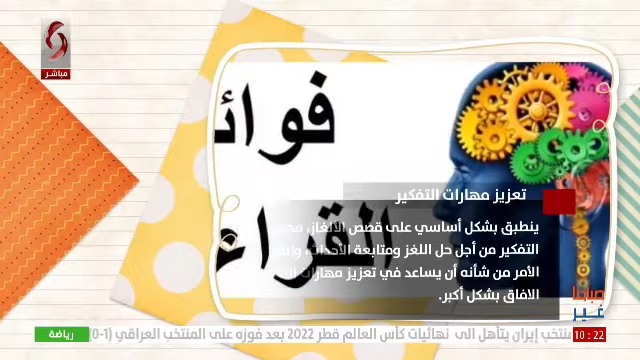 مباشر
فوائد
القراءة
تعزيز مهارات التفكير
ينطبق بشكل أساسي على قصص الألغاز،
التفكير من أجل حل اللغز ومتابعة الأحداث،
الأمر من شأنه أن يساعد في تعزيز مهارات
الافاق بشكل أكبر.
صباحنا
غير
10:22
منتخب إيران يتأهل الى نهائيات كأس العالم قطر 2022 بعد فوزه على المنتخب العراقي (1-0)
رياضة